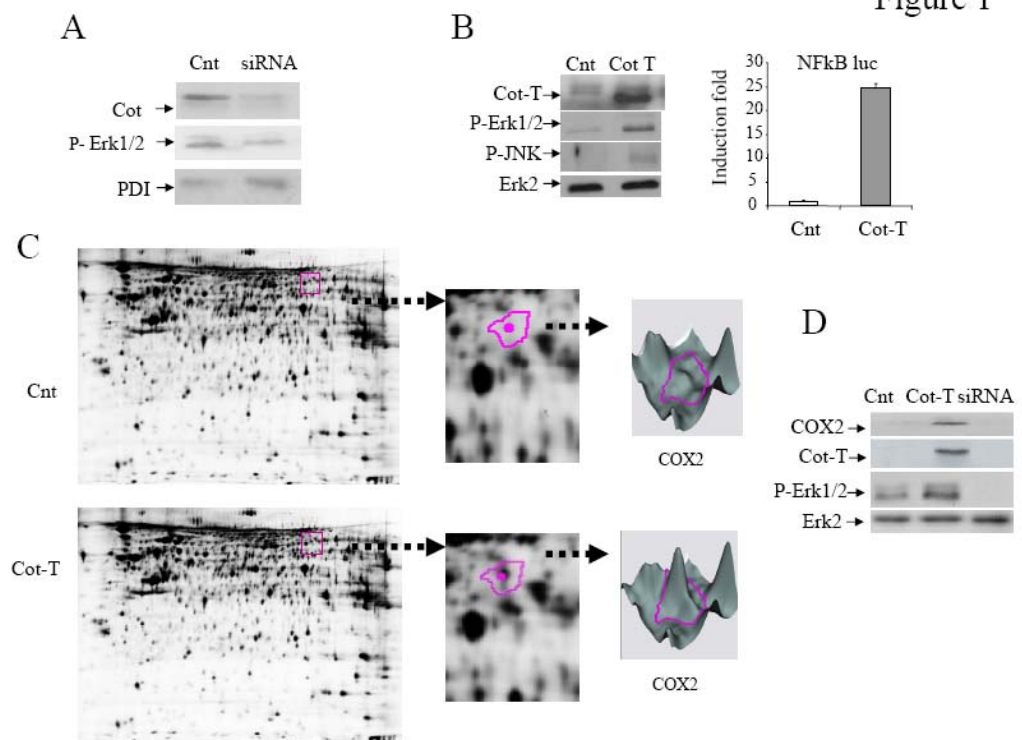 Figure 1
A
Cnt siRNA
Cot
P- Erk1/2
PDI
B
Cnt Cot T
Cot-T
P-Erk1/2
P-JNK
Erk2
NFkB luc
Induction fold
30
25
20
15
10
5
0
Cnt Cot-T
C
Cnt
COX2
Cot-T
COX2
D
Cnt Cot-T siRNA
COX2
Cot-T
P-Erk1/2
Erk2